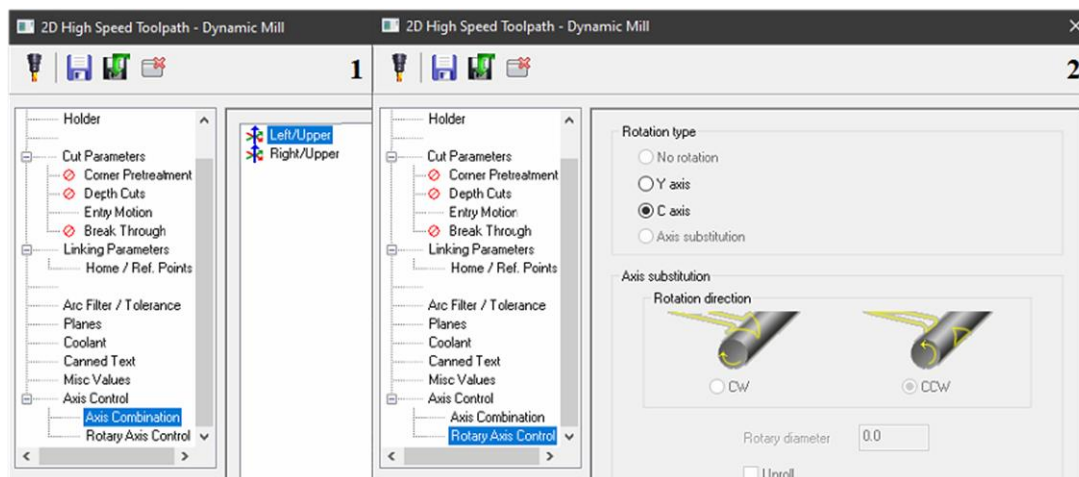 2D High Speed Toolpath - Dynamic Mill
1
Holder
Cut Parameters
Corner Pretreatment
Depth Cuts
Entry Motion
Break Through
Linking Parameters
Home / Ref. Points
Arc Filter / Tolerance
Planes
Coolant
Canned Text
Misc Values
Axis Control
Axis Combination
Rotary Axis Control
Left/Upper
Right/Upper
2D High Speed Toolpath - Dynamic Mill
2
Holder
Cut Parameters
Corner Pretreatment
Depth Cuts
Entry Motion
Break Through
Linking Parameters
Home / Ref. Points
Arc Filter / Tolerance
Planes
Coolant
Canned Text
Misc Values
Axis Control
Axis Combination
Rotary Axis Control
Rotation type
No rotation
Y axis
C axis
Axis substitution
Axis substitution
Rotation direction
CW
CCW
Rotary diameter 0.0
Unroll